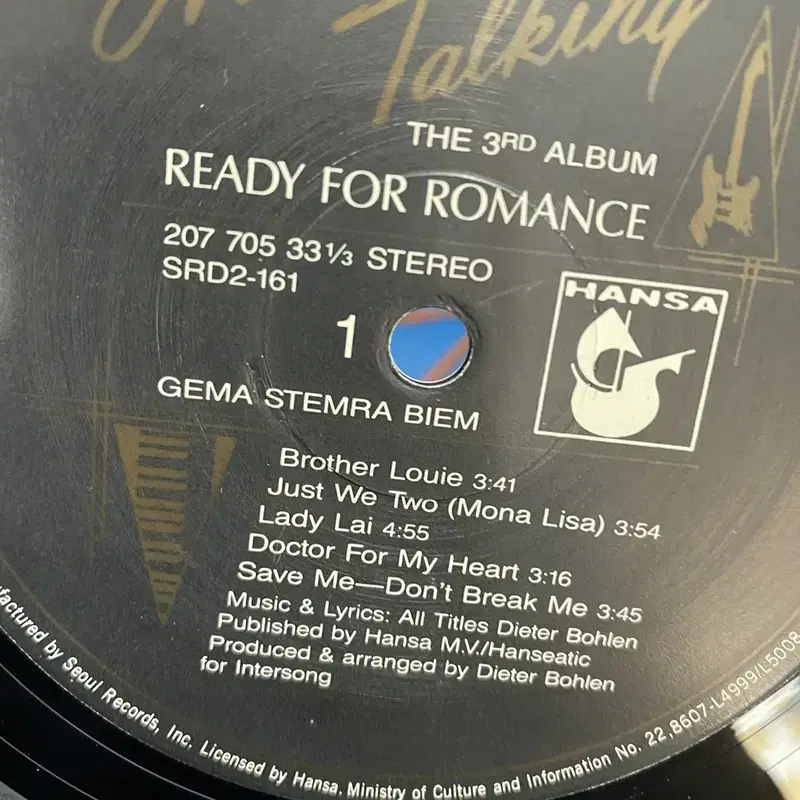 Talking
THE 3RD ALBUM
READY FOR ROMANCE
207 705 33⅓ STEREO
SRD2-161
1
HANSA
GEMA STEMRA BIEM
Brother Louie 3:41
Just We Two (Mona Lisa) 3:54
Lady Lai 4:55
Doctor For My Heart 3:16
Save Me—Don't Break Me 3:45
Music & Lyrics: All Titles Dieter Bohlen
Published by Hansa M.V./Hanseatic
Produced & arranged by Dieter Bohlen
for Intersong
by Seoul Records, Inc. Licensed by Hansa. Ministry of Culture and Information No. 22,8607-L4999/L5008